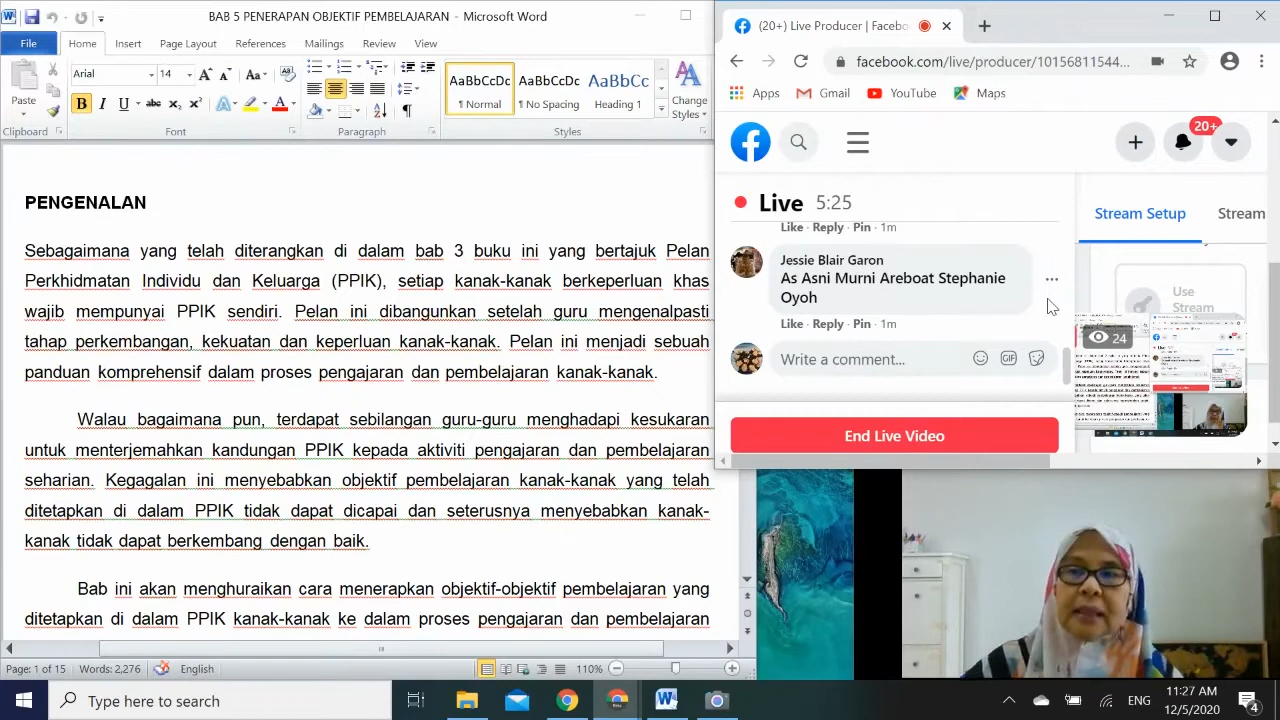 BAB 5 PENERAPAN OBJEKTIF PEMBELAJARAN - Microsoft Word
File Home Insert Page Layout References Mailings Review View
Arial 14
Paste
B I U abc x₂ x² A A
AaBbCcDc AaBbCcDc AaBbCc
¶ Normal ¶ No Spacing Heading 1
Change
Styles
Clipboard Font Paragraph Styles
PENGENALAN
Sebagaimana yang telah diterangkan di dalam bab 3 buku ini yang bertajuk Pelan
Perkhidmatan Individu dan Keluarga (PPIK), setiap kanak-kanak berkeperluan khas
wajib mempunyai PPIK sendiri. Pelan ini dibangunkan setelah guru mengenalpasti
tahap perkembangan, kekuatan dan keperluan kanak-kanak. Pelan ini menjadi sebuah
panduan komprehensif dalam proses pengajaran dan pembelajaran kanak-kanak.
Walau bagaimana pun, terdapat sebilangan guru-guru menghadapi kesukaran
untuk menterjemahkan kandungan PPIK kepada aktiviti pengajaran dan pembelajaran
seharian. Kegagalan ini menyebabkan objektif pembelajaran kanak-kanak yang telah
ditetapkan di dalam PPIK tidak dapat dicapai dan seterusnya menyebabkan kanak-
kanak tidak dapat berkembang dengan baik.
Bab ini akan menghuraikan cara menerapkan objektif-objektif pembelajaran yang
ditetapkan di dalam PPIK kanak-kanak ke dalam proses pengajaran dan pembelajaran
Page: 1 of 15 Words: 2,276 English 110%
(20+) Live Producer | Facebo
facebook.com/live/producer/10156811544...
Apps Gmail YouTube Maps
20+
Live 5:25
Like · Reply · Pin · 1m
Jessie Blair Garon
As Asni Murni Areboat Stephanie
Oyoh
Like · Reply · Pin · 1m
Write a comment...
GIF
End Live Video
Stream Setup Stream
Use
Stream
24
Type here to search
ENG
11:27 AM
12/5/2020
4